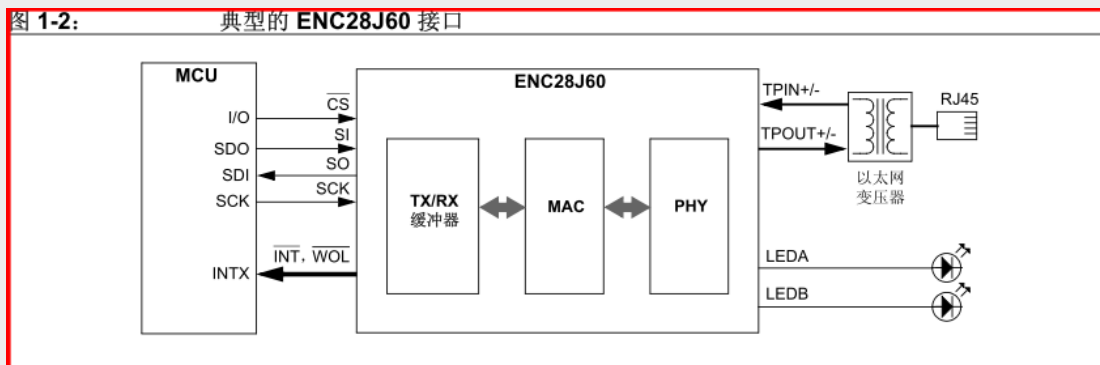 图 1-2： 典型的 ENC28J60 接口
MCU
I/O
SDO
SDI
SCK
INTX
CS
SI
SO
SCK
INT，WOL
ENC28J60
TX/RX
缓冲器
MAC
PHY
TPIN+/-
TPOUT+/-
RJ45
以太网
变压器
LEDA
LEDB